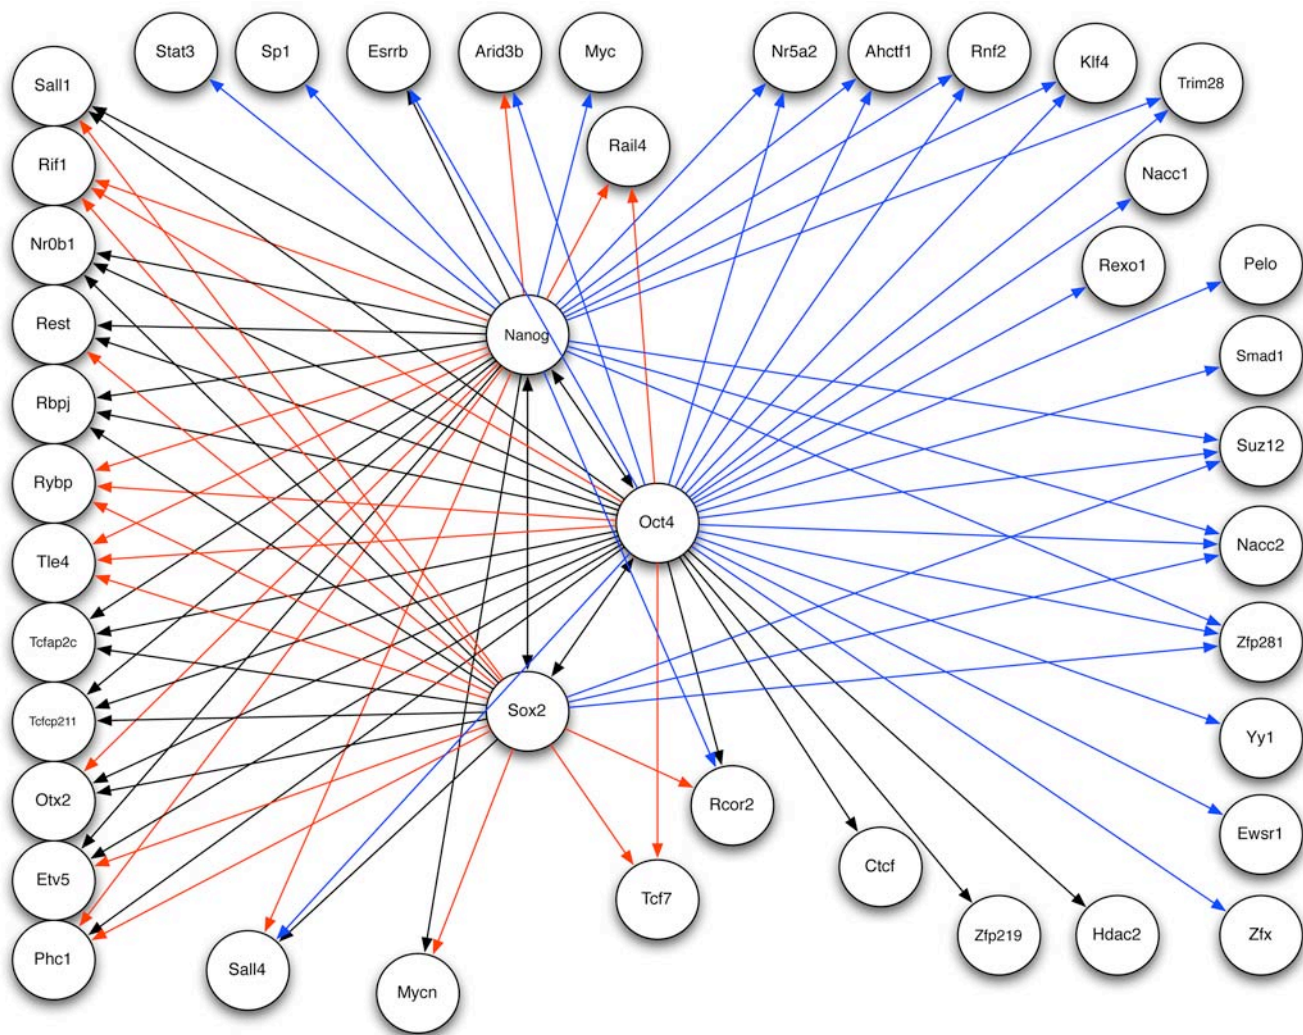 Stat3
Sp1
Esrrb
Arid3b
Myc
Nr5a2
Ahctf1
Rnf2
Klf4
Trim28
Sall1
Rail4
Rif1
Nacc1
Nr0b1
Rexo1
Pelo
Rest
Nanog
Smad1
Rbpj
Suz12
Rybp
Oct4
Nacc2
Tle4
Tcfap2c
Zfp281
Tcfcp211
Sox2
Yy1
Otx2
Rcor2
Ewsr1
Etv5
Ctcf
Tcf7
Phc1
Sall4
Mycn
Zfp219
Hdac2
Zfx